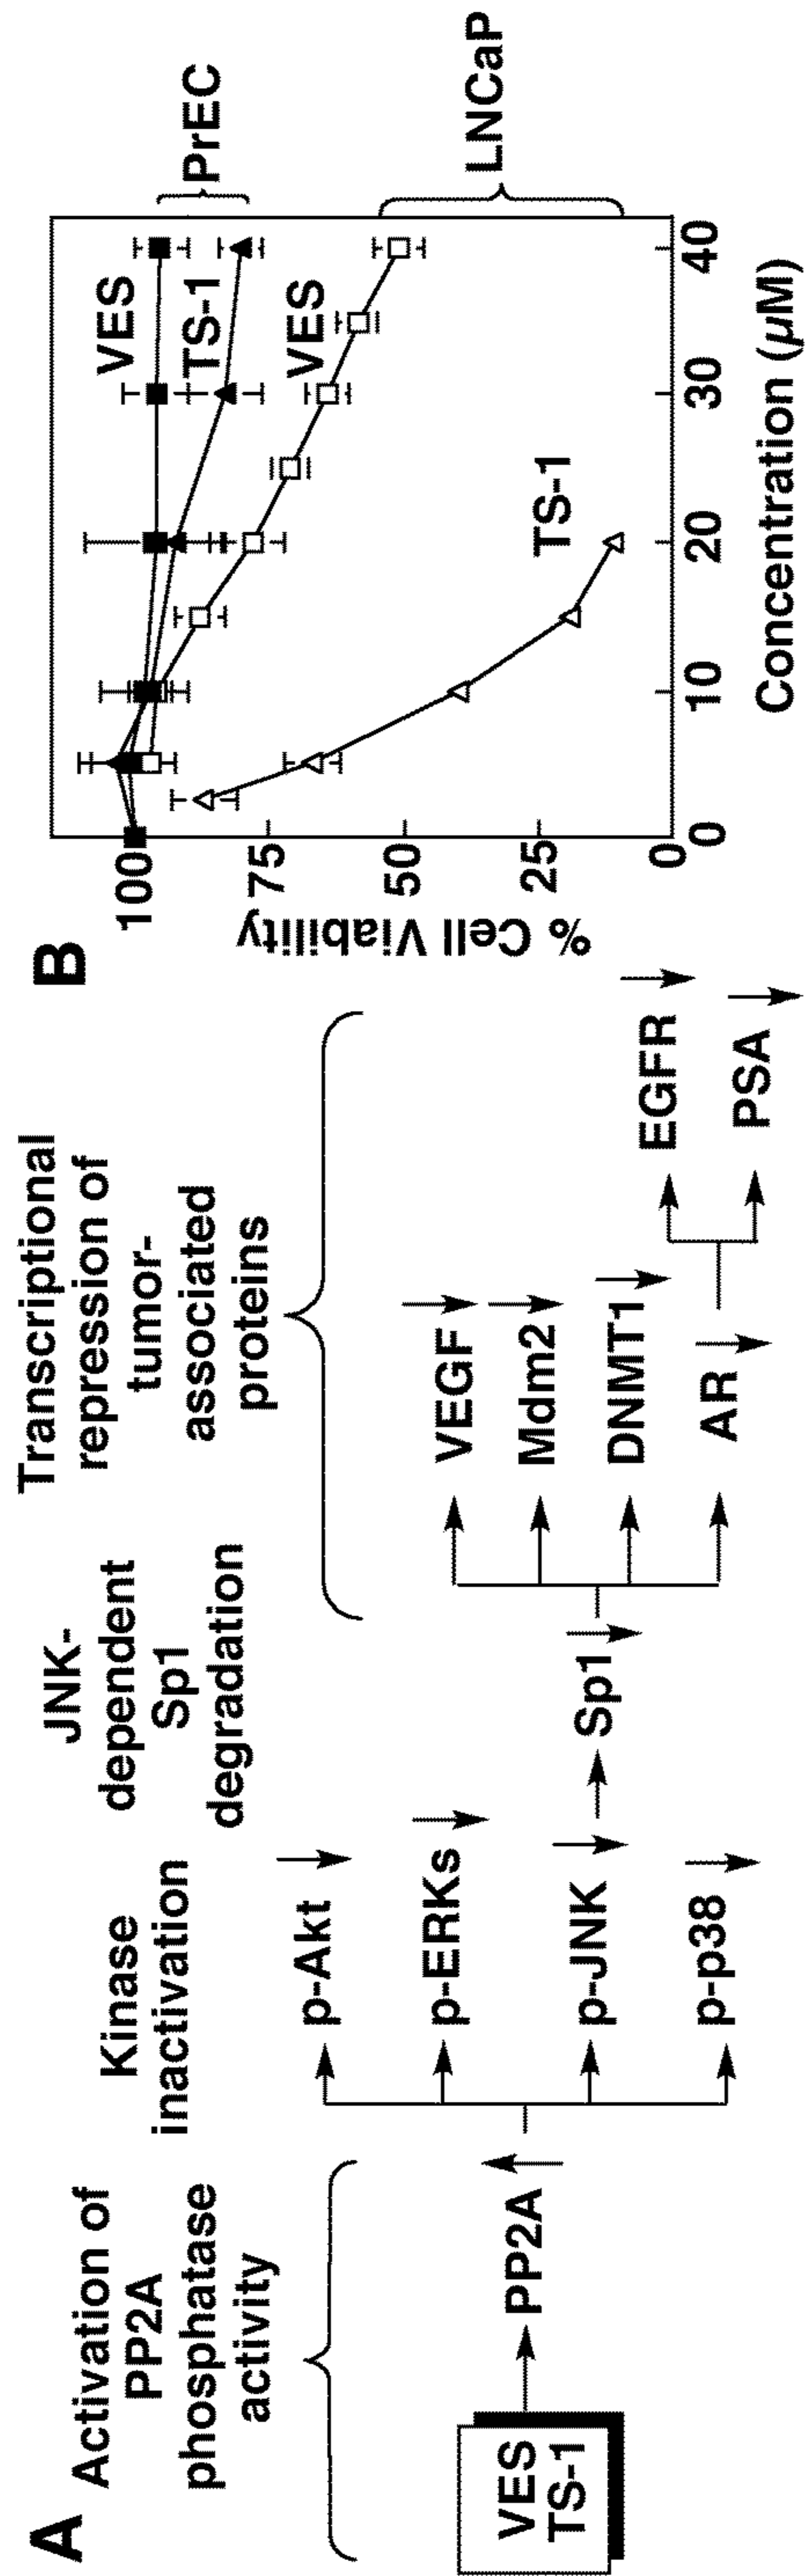 A
Activation of
PP2A
phosphatase
activity
Kinase
inactivation
JNK-
dependent
Sp1
degradation
Transcriptional
repression of
tumor-
associated
proteins
VES
TS-1
PP2A
p-Akt
p-ERKs
p-JNK
p-p38
Sp1
VEGF
Mdm2
DNMT1
AR
EGFR
PSA
B
% Cell Viability
100
75
50
25
0
VES
TS-1
VES
TS-1
PrEC
LNCaP
0
10
20
30
40
Concentration (μM)